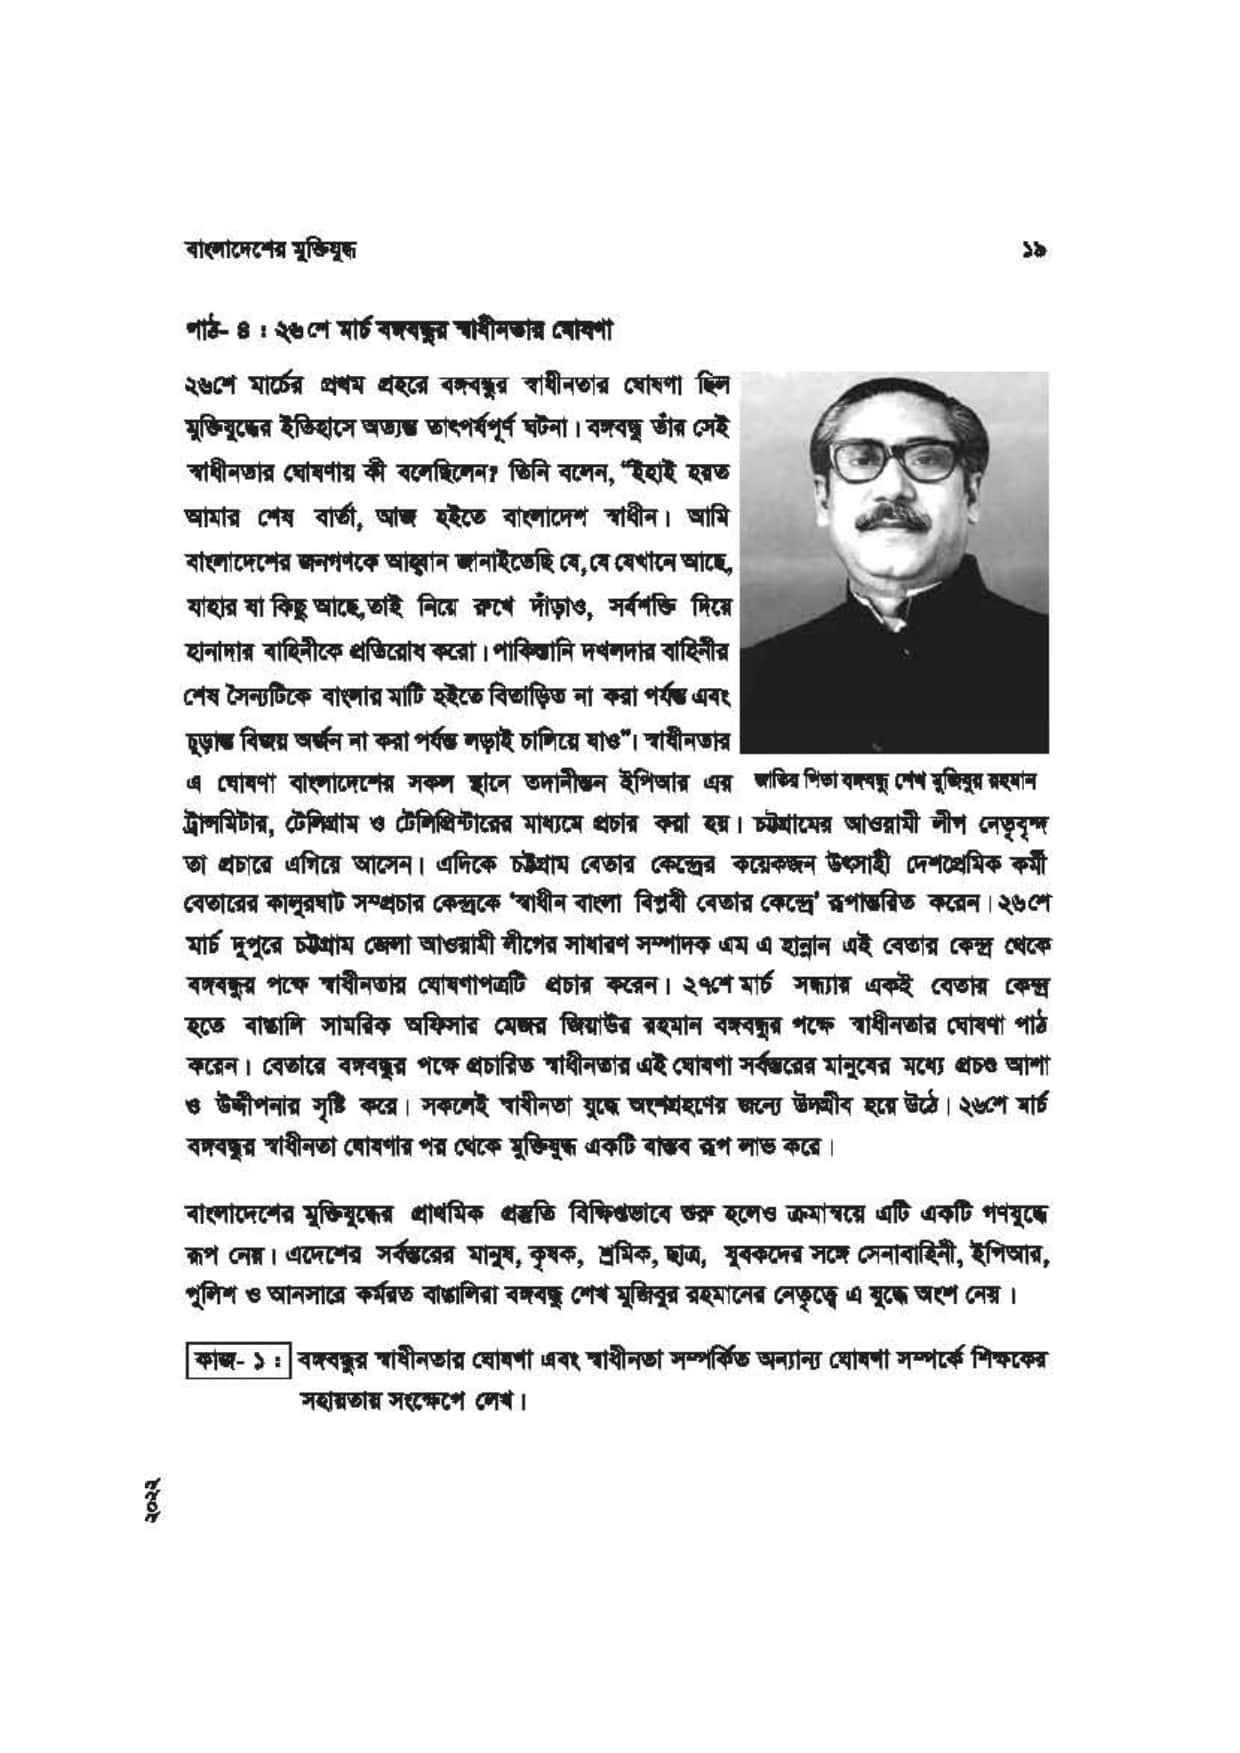 বাংলাদেশের মুক্তিযুদ্ধ ১৯
পাঠ- ৪ : ২৬শে মার্চ বঙ্গবন্ধুর স্বাধীনতার ঘোষণা
২৬শে মার্চের প্রথম প্রহরে বঙ্গবন্ধুর স্বাধীনতার ঘোষণা ছিল
মুক্তিযুদ্ধের ইতিহাসে অত্যন্ত তাৎপর্যপূর্ণ ঘটনা। বঙ্গবন্ধু তাঁর সেই
স্বাধীনতার ঘোষণায় কী বলেছিলেন? তিনি বলেন, “ইহাই হয়ত
আমার শেষ বার্তা, আজ হইতে বাংলাদেশ স্বাধীন। আমি
বাংলাদেশের জনগণকে আহ্বান জানাইতেছি যে, যে যেখানে আছে,
যাহার যা কিছু আছে, তাই নিয়ে রুখে দাঁড়াও, সর্বশক্তি দিয়ে
হানাদার বাহিনীকে প্রতিরোধ করো। পাকিস্তানি দখলদার বাহিনীর
শেষ সৈন্যটিকে বাংলার মাটি হইতে বিতাড়িত না করা পর্যন্ত এবং
চূড়ান্ত বিজয় অর্জন না করা পর্যন্ত লড়াই চালিয়ে যাও”। স্বাধীনতার
এ ঘোষণা বাংলাদেশের সকল স্থানে তদানীন্তন ইপিআর এর
জাতির পিতা বঙ্গবন্ধু শেখ মুজিবুর রহমান
ট্রান্সমিটার, টেলিগ্রাম ও টেলিপ্রিন্টারের মাধ্যমে প্রচার করা হয়। চট্টগ্রামের আওয়ামী লীগ নেতৃবৃন্দ
তা প্রচারে এগিয়ে আসেন। এদিকে চট্টগ্রাম বেতার কেন্দ্রের কয়েকজন উৎসাহী দেশপ্রেমিক কর্মী
বেতারের কালুরঘাট সম্প্রচার কেন্দ্রকে ‘স্বাধীন বাংলা বিপ্লবী বেতার কেন্দ্রে’ রূপান্তরিত করেন। ২৬শে
মার্চ দুপুরে চট্টগ্রাম জেলা আওয়ামী লীগের সাধারণ সম্পাদক এম এ হান্নান এই বেতার কেন্দ্র থেকে
বঙ্গবন্ধুর পক্ষে স্বাধীনতার ঘোষণাপত্রটি প্রচার করেন। ২৭শে মার্চ সন্ধ্যায় একই বেতার কেন্দ্র
হতে বাঙালি সামরিক অফিসার মেজর জিয়াউর রহমান বঙ্গবন্ধুর পক্ষে স্বাধীনতার ঘোষণা পাঠ
করেন। বেতারে বঙ্গবন্ধুর পক্ষে প্রচারিত স্বাধীনতার এই ঘোষণা সর্বস্তরের মানুষের মধ্যে প্রচণ্ড আশা
ও উদ্দীপনার সৃষ্টি করে। সকলেই স্বাধীনতা যুদ্ধে অংশগ্রহণের জন্যে উদগ্রীব হয়ে উঠে। ২৬শে মার্চ
বঙ্গবন্ধুর স্বাধীনতা ঘোষণার পর থেকে মুক্তিযুদ্ধ একটি বাস্তব রূপ লাভ করে।
বাংলাদেশের মুক্তিযুদ্ধের প্রাথমিক প্রস্তুতি বিক্ষিপ্তভাবে শুরু হলেও ক্রমান্বয়ে এটি একটি গণযুদ্ধে
রূপ নেয়। এদেশের সর্বস্তরের মানুষ, কৃষক, শ্রমিক, ছাত্র, যুবকদের সঙ্গে সেনাবাহিনী, ইপিআর,
পুলিশ ও আনসারে কর্মরত বাঙালিরা বঙ্গবন্ধু শেখ মুজিবুর রহমানের নেতৃত্বে এ যুদ্ধে অংশ নেয়।
কাজ- ১ : বঙ্গবন্ধুর স্বাধীনতার ঘোষণা এবং স্বাধীনতা সম্পর্কিত অন্যান্য ঘোষণা সম্পর্কে শিক্ষকের
সহায়তায় সংক্ষেপে লেখ।
২০২২